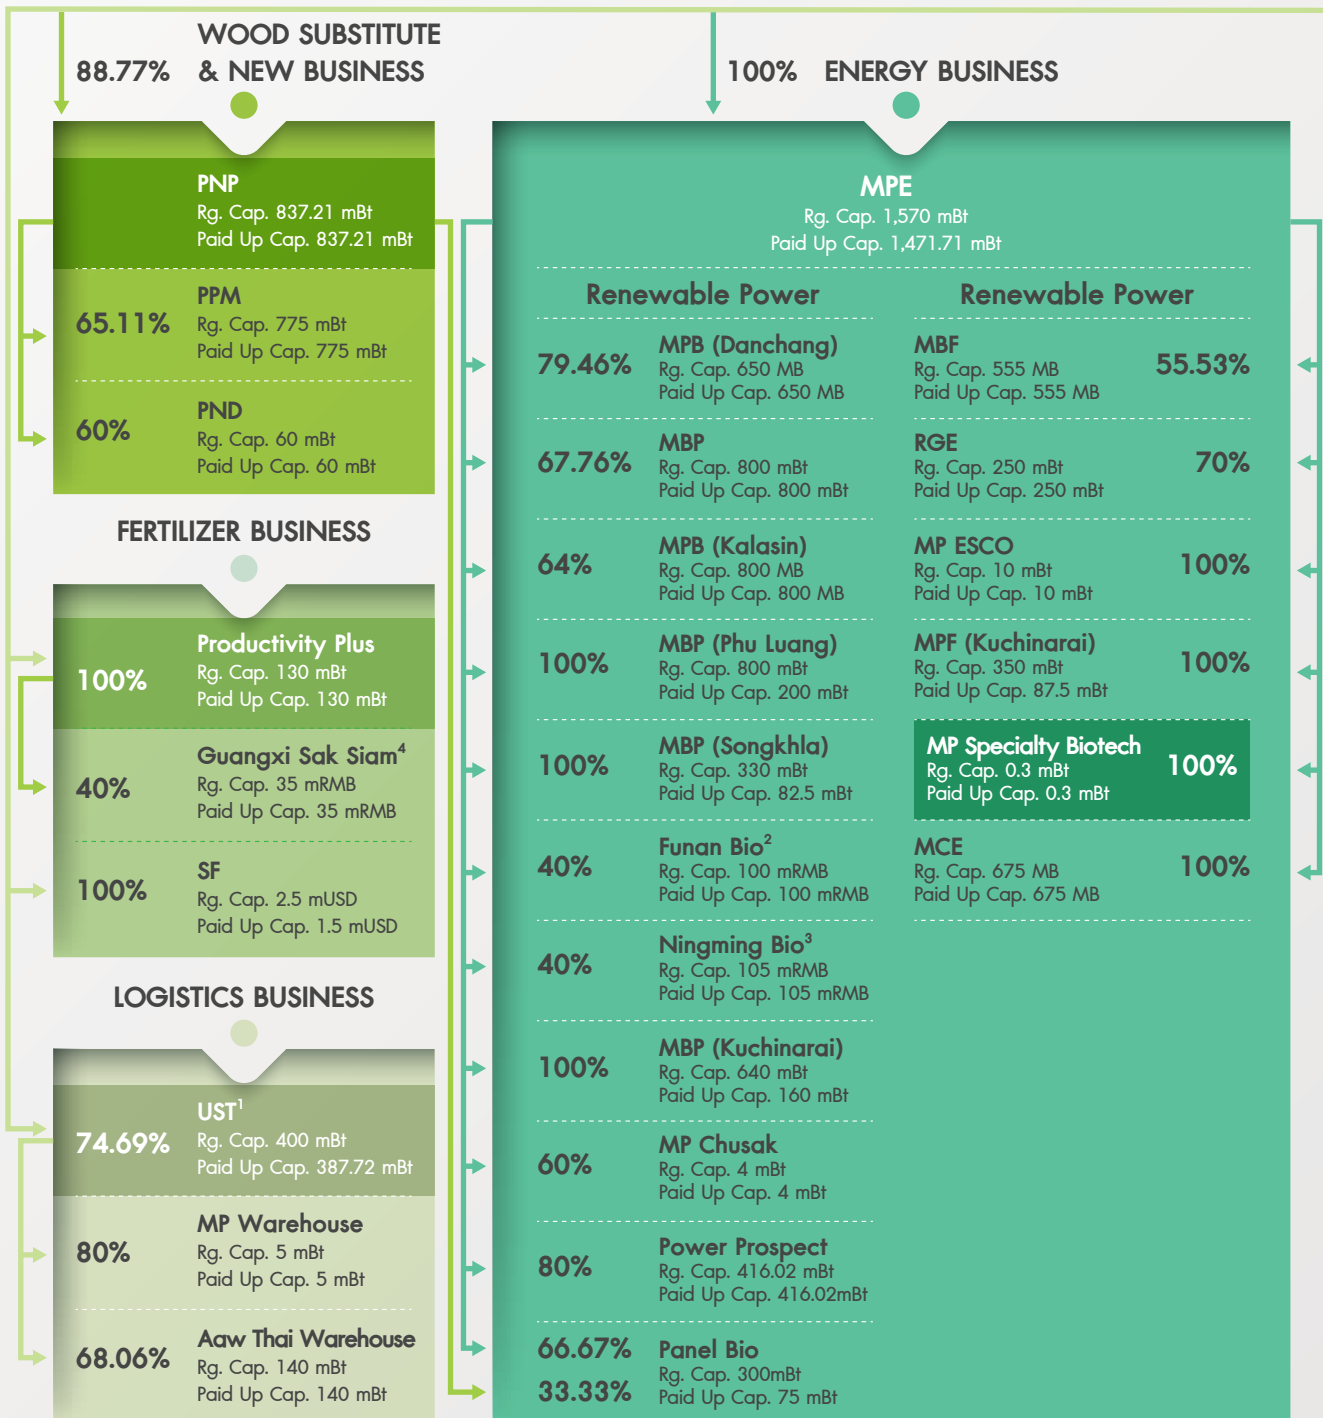 WOOD SUBSTITUTE
88.77% & NEW BUSINESS
PNP
Rg. Cap. 837.21 mBt
Paid Up Cap. 837.21 mBt
65.11%
PPM
Rg. Cap. 775 mBt
Paid Up Cap. 775 mBt
60%
PND
Rg. Cap. 60 mBt
Paid Up Cap. 60 mBt
FERTILIZER BUSINESS
100%
Productivity Plus
Rg. Cap. 130 mBt
Paid Up Cap. 130 mBt
40%
Guangxi Sak Siam⁴
Rg. Cap. 35 mRMB
Paid Up Cap. 35 mRMB
100%
SF
Rg. Cap. 2.5 mUSD
Paid Up Cap. 1.5 mUSD
LOGISTICS BUSINESS
74.69%
UST¹
Rg. Cap. 400 mBt
Paid Up Cap. 387.72 mBt
80%
MP Warehouse
Rg. Cap. 5 mBt
Paid Up Cap. 5 mBt
68.06%
Aaw Thai Warehouse
Rg. Cap. 140 mBt
Paid Up Cap. 140 mBt
100% ENERGY BUSINESS
MPE
Rg. Cap. 1,570 mBt
Paid Up Cap. 1,471.71 mBt
Renewable Power
79.46%
MPB (Danchang)
Rg. Cap. 650 MB
Paid Up Cap. 650 MB
67.76%
MBP
Rg. Cap. 800 mBt
Paid Up Cap. 800 mBt
64%
MPB (Kalasin)
Rg. Cap. 800 MB
Paid Up Cap. 800 MB
100%
MBP (Phu Luang)
Rg. Cap. 800 mBt
Paid Up Cap. 200 mBt
100%
MBP (Songkhla)
Rg. Cap. 330 mBt
Paid Up Cap. 82.5 mBt
40%
Funan Bio²
Rg. Cap. 100 mRMB
Paid Up Cap. 100 mRMB
40%
Ningming Bio³
Rg. Cap. 105 mRMB
Paid Up Cap. 105 mRMB
100%
MBP (Kuchinarai)
Rg. Cap. 640 mBt
Paid Up Cap. 160 mBt
60%
MP Chusak
Rg. Cap. 4 mBt
Paid Up Cap. 4 mBt
80%
Power Prospect
Rg. Cap. 416.02 mBt
Paid Up Cap. 416.02mBt
66.67%
33.33%
Panel Bio
Rg. Cap. 300mBt
Paid Up Cap. 75 mBt
Renewable Power
MBF
Rg. Cap. 555 MB
Paid Up Cap. 555 MB
55.53%
RGE
Rg. Cap. 250 mBt
Paid Up Cap. 250 mBt
70%
MP ESCO
Rg. Cap. 10 mBt
Paid Up Cap. 10 mBt
100%
MPF (Kuchinarai)
Rg. Cap. 350 mBt
Paid Up Cap. 87.5 mBt
100%
MP Specialty Biotech
Rg. Cap. 0.3 mBt
Paid Up Cap. 0.3 mBt
100%
MCE
Rg. Cap. 675 MB
Paid Up Cap. 675 MB
100%